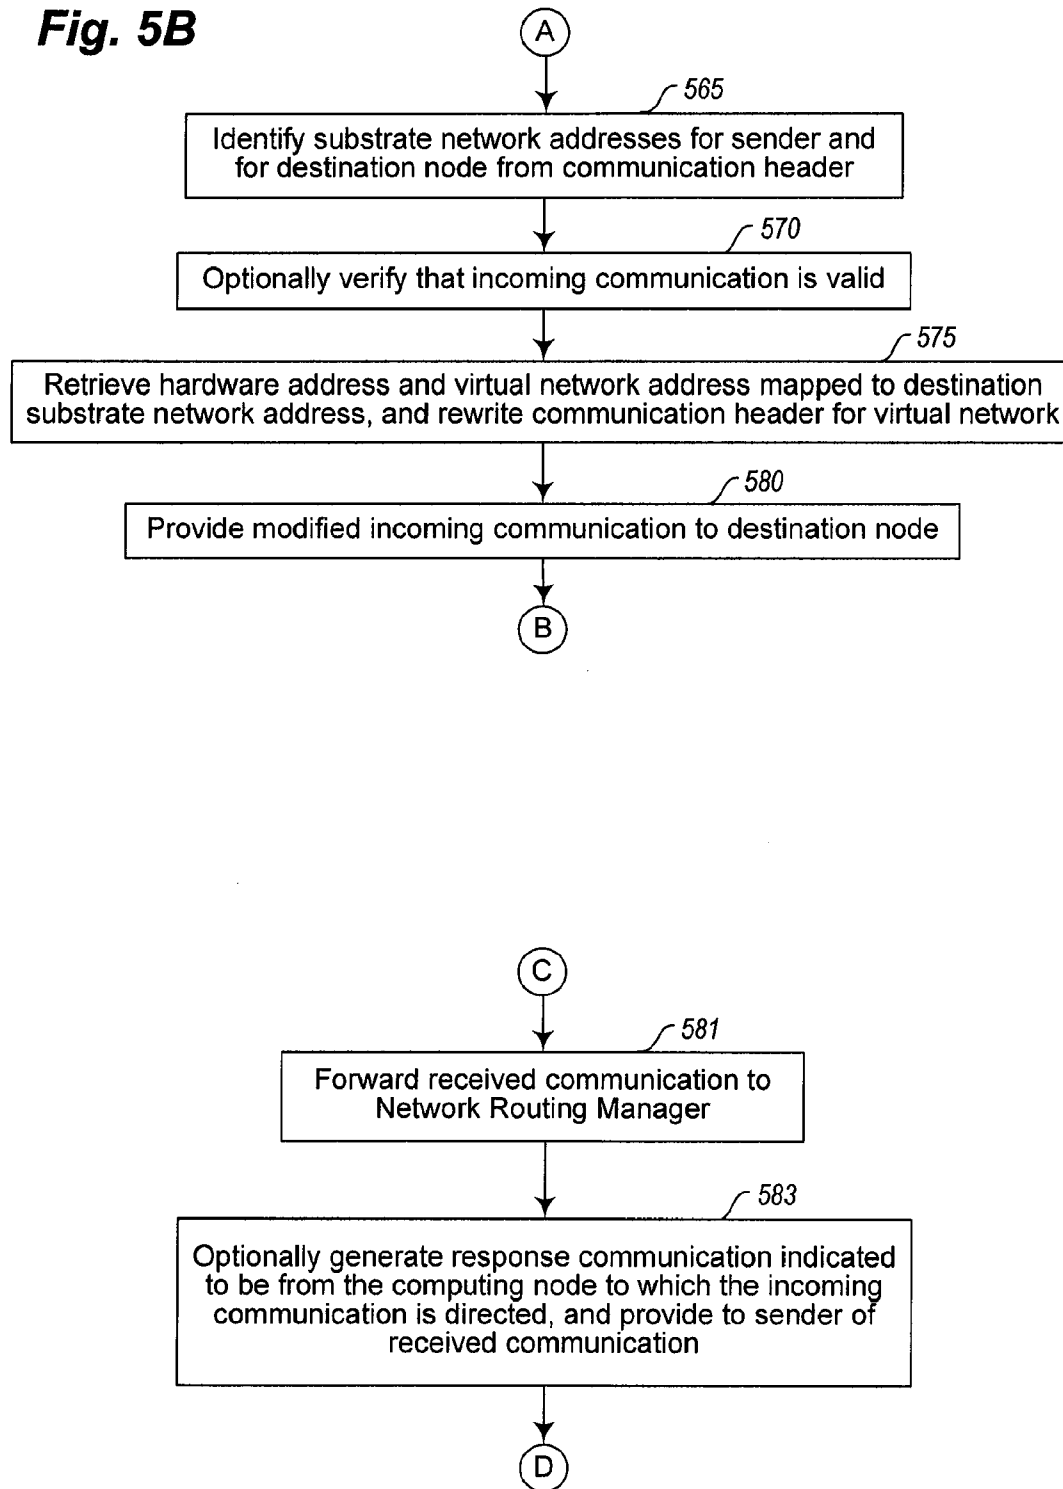 Fig. 5B
A
565
Identify substrate network addresses for sender and
for destination node from communication header
570
Optionally verify that incoming communication is valid
575
Retrieve hardware address and virtual network address mapped to destination
substrate network address, and rewrite communication header for virtual network
580
Provide modified incoming communication to destination node
B
C
581
Forward received communication to
Network Routing Manager
583
Optionally generate response communication indicated
to be from the computing node to which the incoming
communication is directed, and provide to sender of
received communication
D